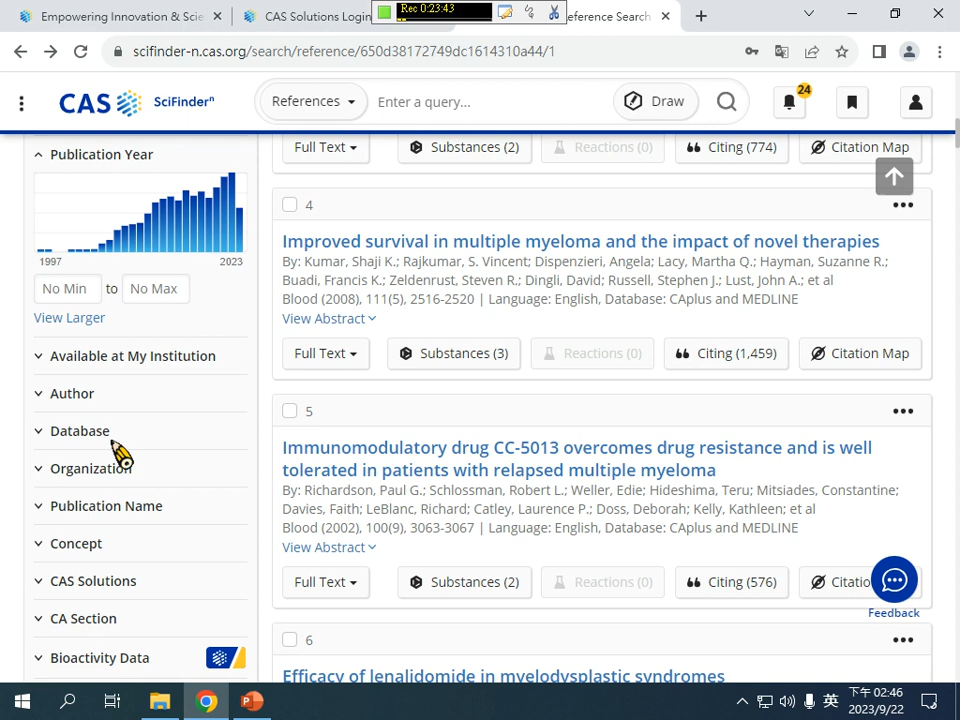 Empowering Innovation & Scie
CAS Solutions Login
Rec 0:23:43
eference Search
scifinder-n.cas.org/search/reference/650d38172749dc1614310a44/1
CAS SciFinderⁿ
References
Enter a query...
Draw
24
Publication Year
1997
2023
No Min to No Max
View Larger
Available at My Institution
Author
Database
Organization
Publication Name
Concept
CAS Solutions
CA Section
Bioactivity Data
Full Text
Substances (2)
Reactions (0)
Citing (774)
Citation Map
4
Improved survival in multiple myeloma and the impact of novel therapies
By: Kumar, Shaji K.; Rajkumar, S. Vincent; Dispenzieri, Angela; Lacy, Martha Q.; Hayman, Suzanne R.;
Buadi, Francis K.; Zeldenrust, Steven R.; Dingli, David; Russell, Stephen J.; Lust, John A.; et al
Blood (2008), 111(5), 2516-2520 | Language: English, Database: CAplus and MEDLINE
View Abstract
Full Text
Substances (3)
Reactions (0)
Citing (1,459)
Citation Map
5
Immunomodulatory drug CC-5013 overcomes drug resistance and is well
tolerated in patients with relapsed multiple myeloma
By: Richardson, Paul G.; Schlossman, Robert L.; Weller, Edie; Hideshima, Teru; Mitsiades, Constantine;
Davies, Faith; LeBlanc, Richard; Catley, Laurence P.; Doss, Deborah; Kelly, Kathleen; et al
Blood (2002), 100(9), 3063-3067 | Language: English, Database: CAplus and MEDLINE
View Abstract
Full Text
Substances (2)
Reactions (0)
Citing (576)
Citatio
Feedback
6
Efficacy of lenalidomide in myelodysplastic syndromes
英
下午 02:46
2023/9/22